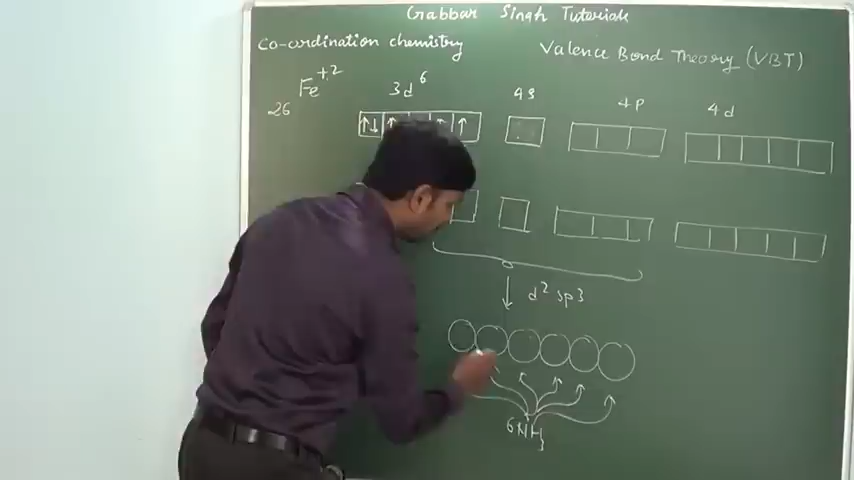 Gabbar Singh Tutorials
Co-ordination chemistry
Valence Bond Theory (VBT)
26 Fe+2
3d6 4s 4p 4d
d2sp3
6NH3